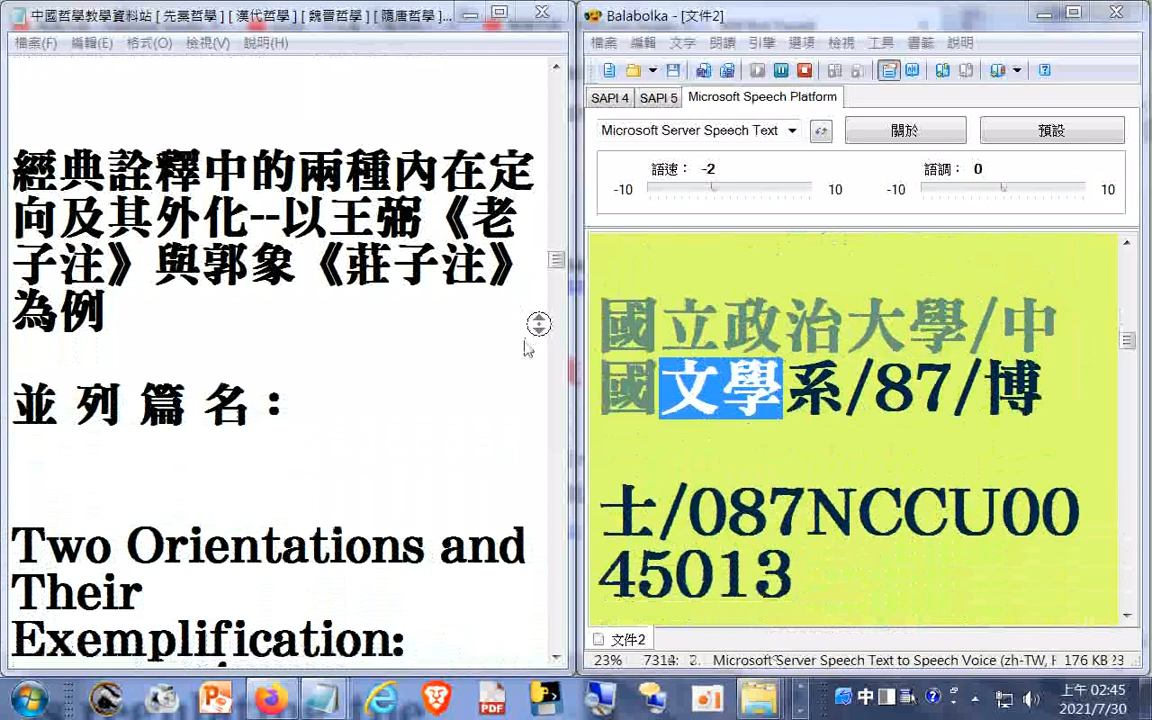 中國哲學教學資料站 [ 先秦哲學 ] [ 漢代哲學 ] [ 魏晉哲學 ] [ 隋唐哲學 ]...
檔案(F) 編輯(E) 格式(O) 檢視(V) 說明(H)
經典詮釋中的兩種內在定
向及其外化--以王弼《老
子注》與郭象《莊子注》
為例
並 列 篇 名：
Two Orientations and
Their
Exemplification:
Balabolka - [文件2]
檔案 編輯 文字 朗讀 引擎 選項 檢視 工具 書籤 說明
SAPI 4 SAPI 5 Microsoft Speech Platform
Microsoft Server Speech Text 關於 預設
語速： -2 語調： 0
-10 10 -10 10
國立政治大學/中
國文學系/87/博
士/087NCCU00
45013
文件2
23% Microsoft Server Speech Text to Speech Voice (zh-TW, 176 KB
中 上午 02:45
2021/7/30